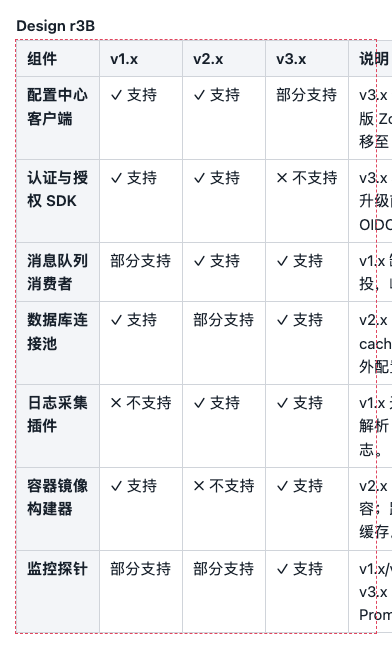 Design r3B
组件 v1.x v2.x v3.x 说明
配置中心 ✓ 支持 ✓ 支持 部分支持 v3.x
客户端 版 Zo
移至
认证与授 ✓ 支持 ✓ 支持 ✕ 不支持 v3.x
权 SDK 升级
OIDC
消息队列 部分支持 ✓ 支持 ✓ 支持 v1.x
消费者 投，
数据库连 ✓ 支持 部分支持 ✓ 支持 v2.x
接池 cach
外配
日志采集 ✕ 不支持 ✓ 支持 ✓ 支持 v1.x
插件 解析
志。
容器镜像 ✓ 支持 ✕ 不支持 ✓ 支持 v2.x
构建器 容；
缓存
监控探针 部分支持 部分支持 ✓ 支持 v1.x/v
v3.x
Prom